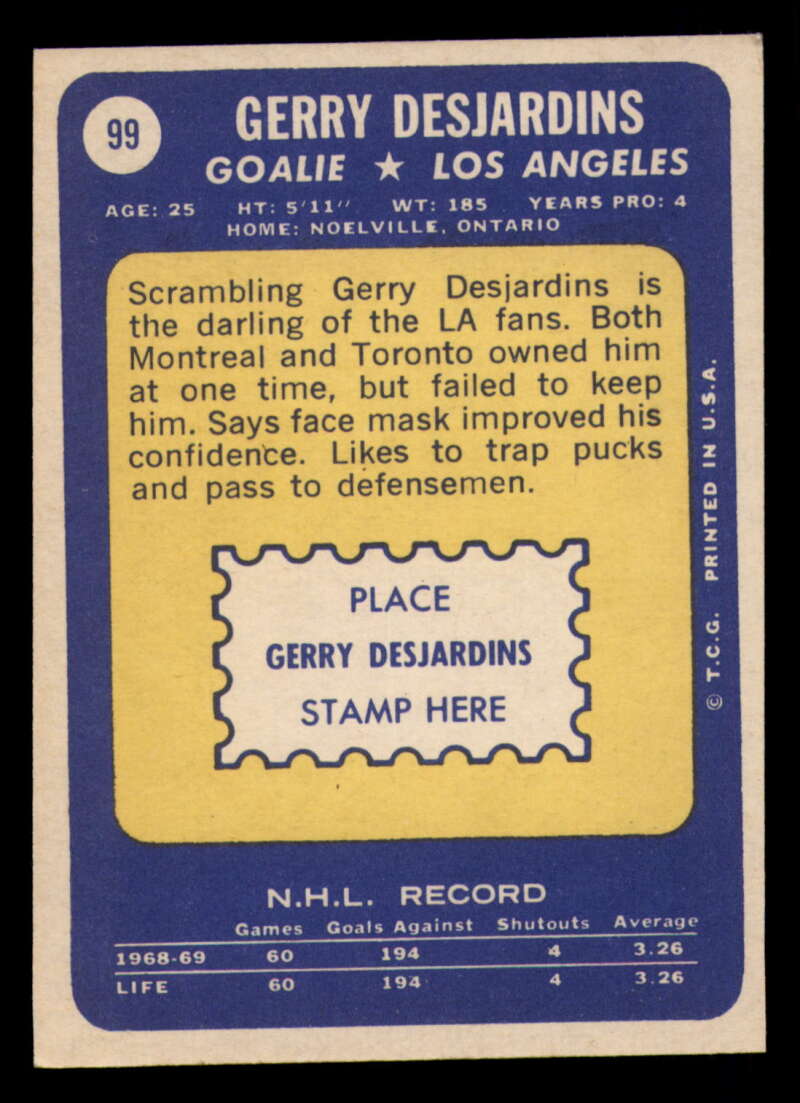 99
GERRY DESJARDINS
GOALIE ★ LOS ANGELES
AGE: 25 HT: 5'11" WT: 185 YEARS PRO: 4
HOME: NOELVILLE, ONTARIO
Scrambling Gerry Desjardins is
the darling of the LA fans. Both
Montreal and Toronto owned him
at one time, but failed to keep
him. Says face mask improved his
confidence. Likes to trap pucks
and pass to defensemen.
PLACE
GERRY DESJARDINS
STAMP HERE
© T.C.G. PRINTED IN U.S.A.
N.H.L. RECORD
Games Goals Against Shutouts Average
1968-69 60 194 4 3.26
LIFE 60 194 4 3.26